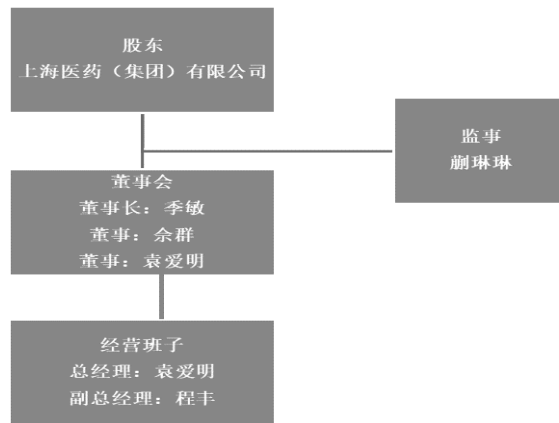 股东
上海医药（集团）有限公司
监事
蒯琳琳
董事会
董事长：季敏
董事：佘群
董事：袁爱明
经营班子
总经理：袁爱明
副总经理：程丰